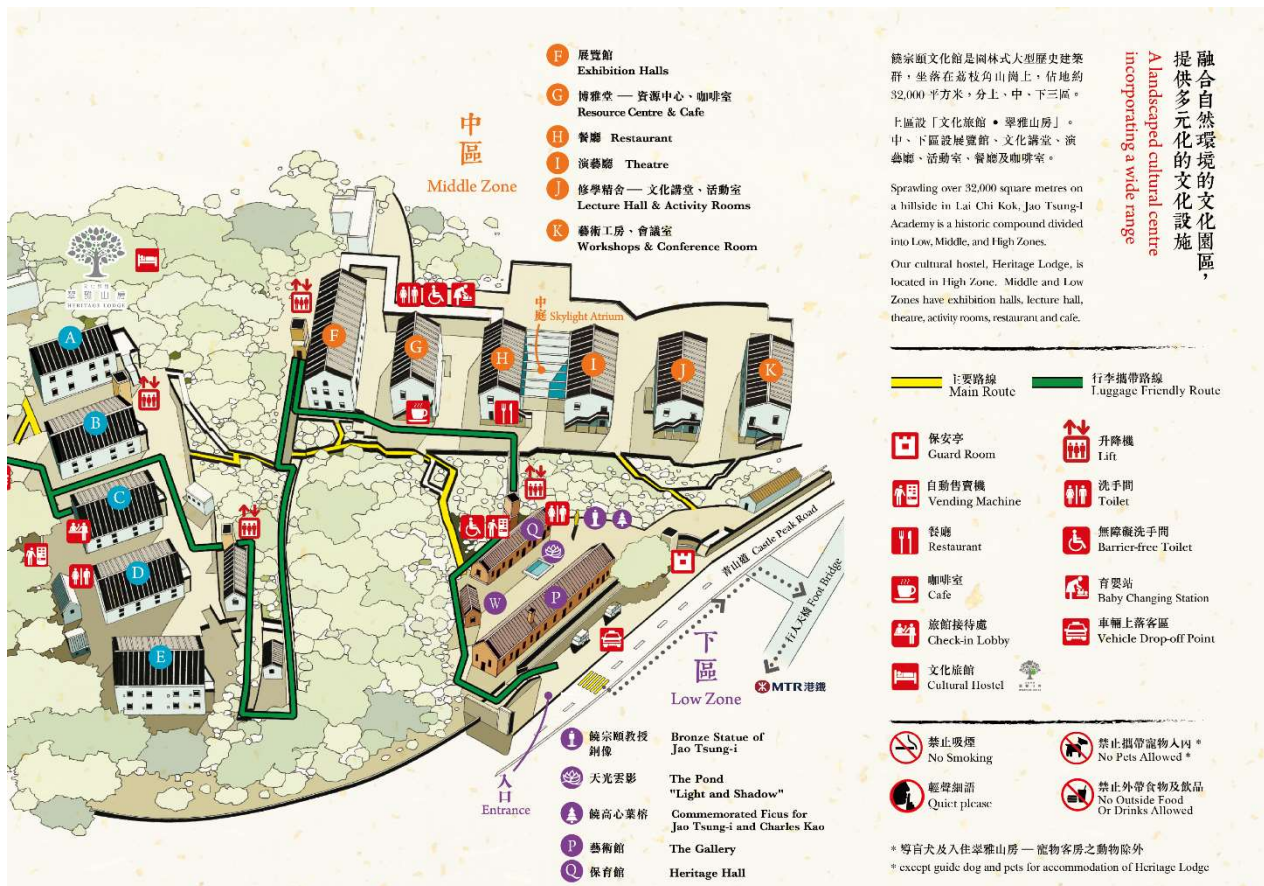 融合自然環境的文化園區，
提供多元化的文化設施
A landscaped cultural centre
incorporating a wide range
饒宗頤文化館是園林式大型歷史建築
群，坐落在荔枝角山崗上，佔地約
32,000 平方米，分上、中、下三區。
上區設「文化旅館 • 翠雅山房」。
中、下區設展覽館、文化講堂、演
藝廳、活動室、餐廳及咖啡室。
Sprawling over 32,000 square metres on
a hillside in Lai Chi Kok, Jao Tsung-I
Academy is a historic compound divided
into Low, Middle, and High Zones.
Our cultural hostel, Heritage Lodge, is
located in High Zone. Middle and Low
Zones have exhibition halls, lecture hall,
theatre, activity rooms, restaurant and cafe.
中區
Middle Zone
F 展覽館
Exhibition Halls
G 博雅堂 — 資源中心、咖啡室
Resource Centre & Cafe
H 餐廳 Restaurant
I 演藝廳 Theatre
J 修學精舍 — 文化講堂、活動室
Lecture Hall & Activity Rooms
K 藝術工房、會議室
Workshops & Conference Room
翠雅山房
HERITAGE LODGE
中庭 Skylight Atrium
A
B
C
D
E
F
G
H
I
J
K
Q
W
P
青山道 Castle Peak Road
行人天橋 Foot Bridge
MTR 港鐵
下區
Low Zone
入口
Entrance
饒宗頤教授
銅像
Bronze Statue of
Jao Tsung-i
天光雲影
The Pond
"Light and Shadow"
饒高心葉榕
Commemorated Ficus for
Jao Tsung-i and Charles Kao
P 藝術館 The Gallery
Q 保育館 Heritage Hall
主要路線
Main Route
行李攜帶路線
Luggage Friendly Route
保安亭
Guard Room
升降機
Lift
自動售賣機
Vending Machine
洗手間
Toilet
餐廳
Restaurant
無障礙洗手間
Barrier-free Toilet
咖啡室
Cafe
育嬰站
Baby Changing Station
旅館接待處
Check-in Lobby
車輛上落客區
Vehicle Drop-off Point
文化旅館
Cultural Hostel
禁止吸煙
No Smoking
禁止攜帶寵物入內 *
No Pets Allowed *
輕聲細語
Quiet please
禁止外帶食物及飲品
No Outside Food
Or Drinks Allowed
* 導盲犬及入住翠雅山房 — 寵物客房之動物除外
* except guide dog and pets for accommodation of Heritage Lodge